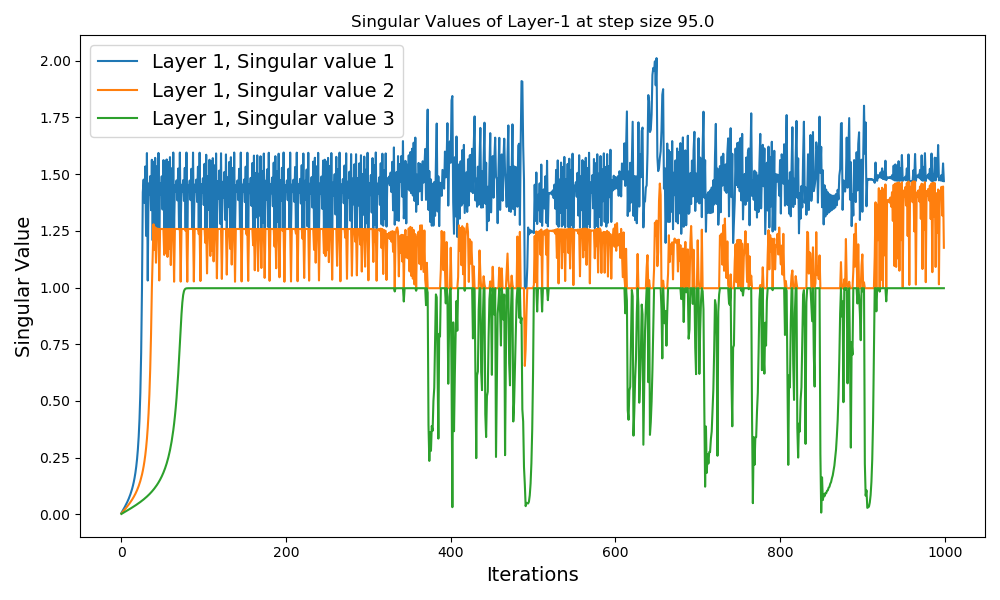 Singular Values of Layer-1 at step size 95.0
Layer 1, Singular value 1
Layer 1, Singular value 2
Layer 1, Singular value 3
Singular Value
2.00
1.75
1.50
1.25
1.00
0.75
0.50
0.25
0.00
0 200 400 600 800 1000
Iterations